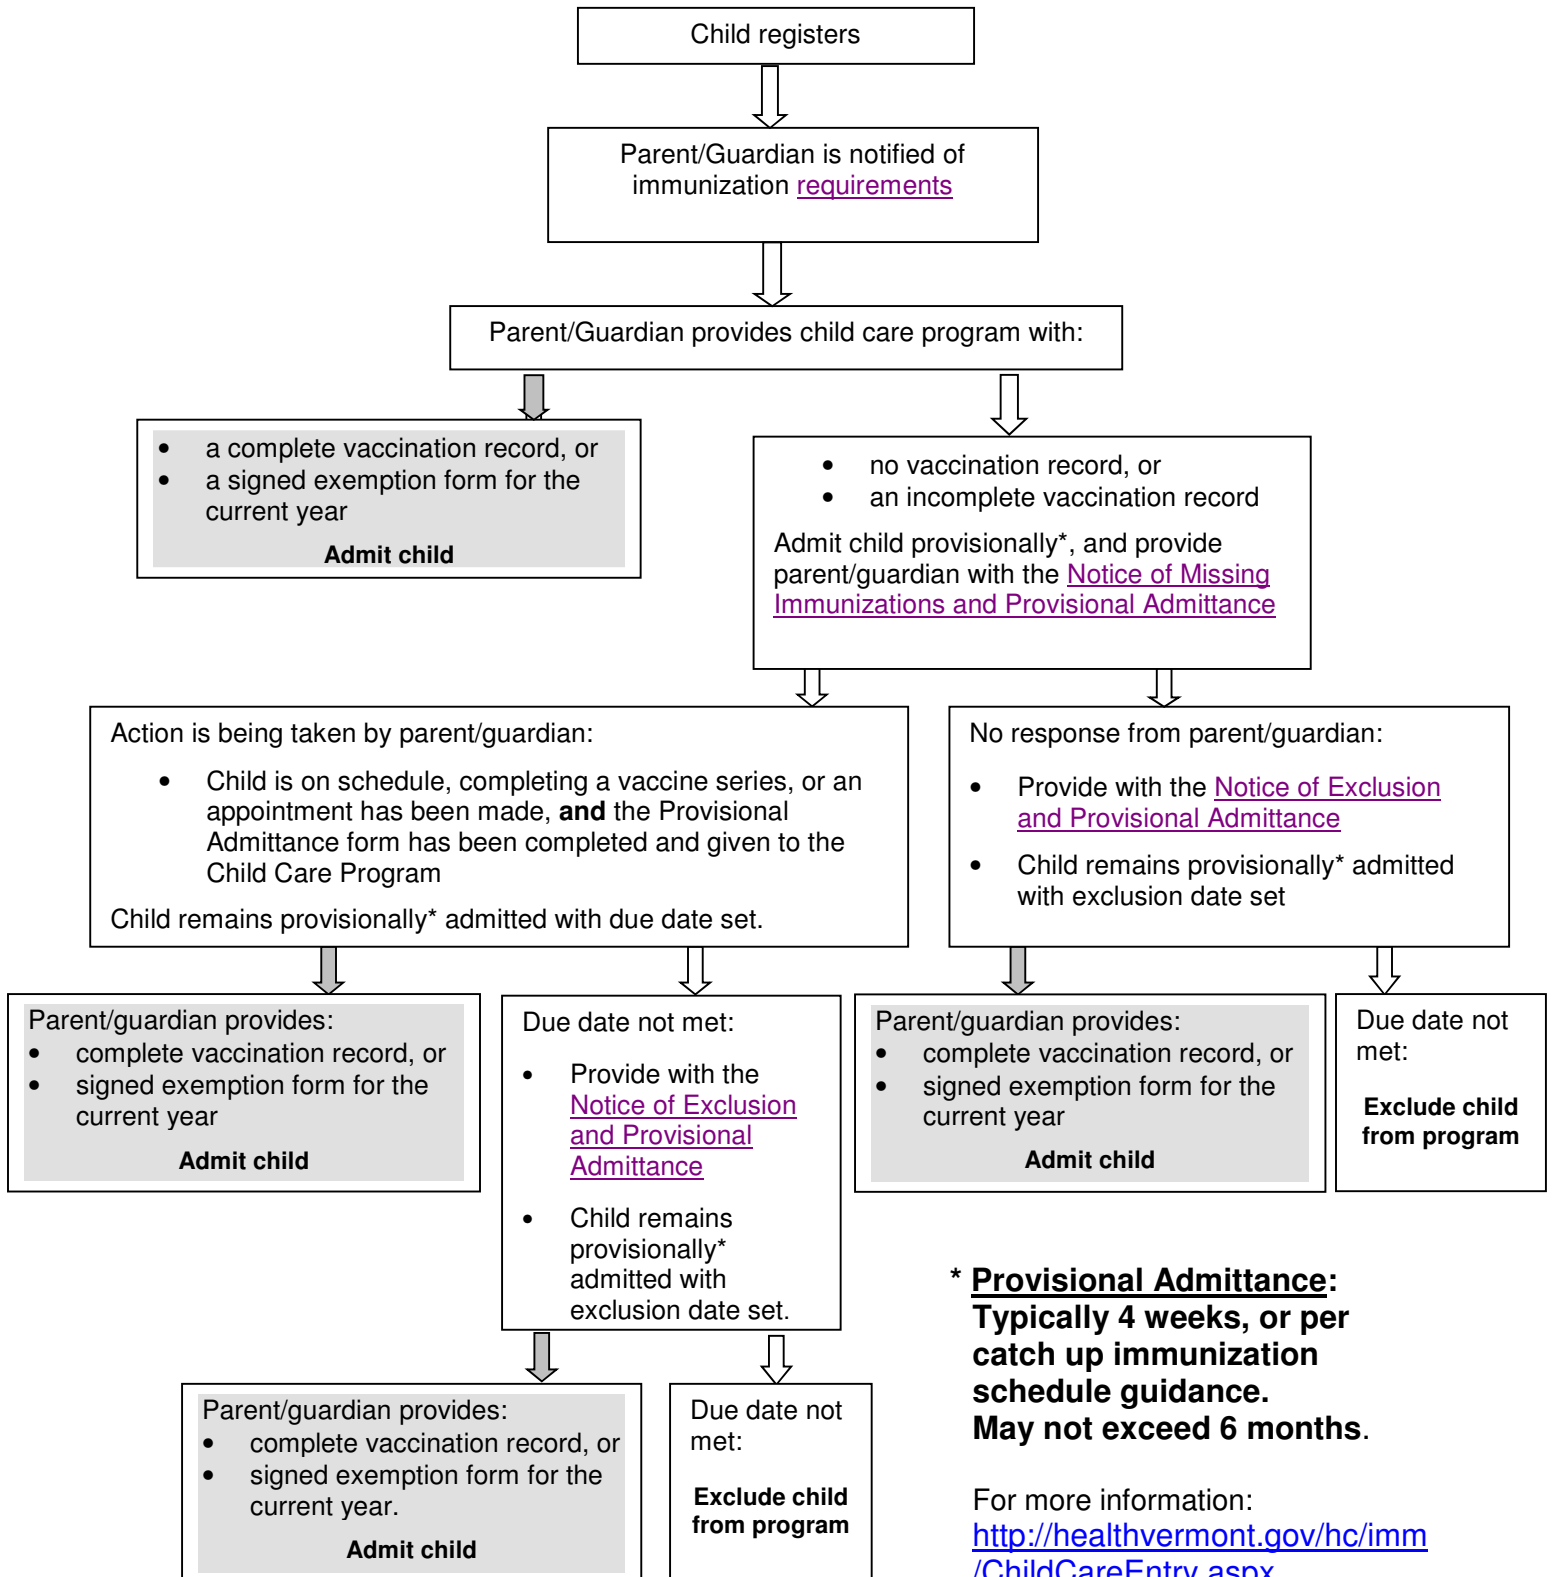 Child registers
Parent/Guardian is notified of
immunization requirements
Parent/Guardian provides child care program with:
• a complete vaccination record, or
• a signed exemption form for the
current year
Admit child
• no vaccination record, or
• an incomplete vaccination record
Admit child provisionally*, and provide
parent/guardian with the Notice of Missing
Immunizations and Provisional Admittance
Action is being taken by parent/guardian:
• Child is on schedule, completing a vaccine series, or an
appointment has been made, and the Provisional
Admittance form has been completed and given to the
Child Care Program
Child remains provisionally* admitted with due date set.
No response from parent/guardian:
• Provide with the Notice of Exclusion
and Provisional Admittance
• Child remains provisionally* admitted
with exclusion date set
Parent/guardian provides:
• complete vaccination record, or
• signed exemption form for the
current year
Admit child
Due date not met:
• Provide with the
Notice of Exclusion
and Provisional
Admittance
• Child remains
provisionally*
admitted with
exclusion date set.
Parent/guardian provides:
• complete vaccination record, or
• signed exemption form for the
current year
Admit child
Due date not
met:
Exclude child
from program
Parent/guardian provides:
• complete vaccination record, or
• signed exemption form for the
current year.
Admit child
Due date not
met:
Exclude child
from program
* Provisional Admittance:
Typically 4 weeks, or per
catch up immunization
schedule guidance.
May not exceed 6 months.
For more information:
http://healthvermont.gov/hc/imm
/ChildCareEntry.aspx